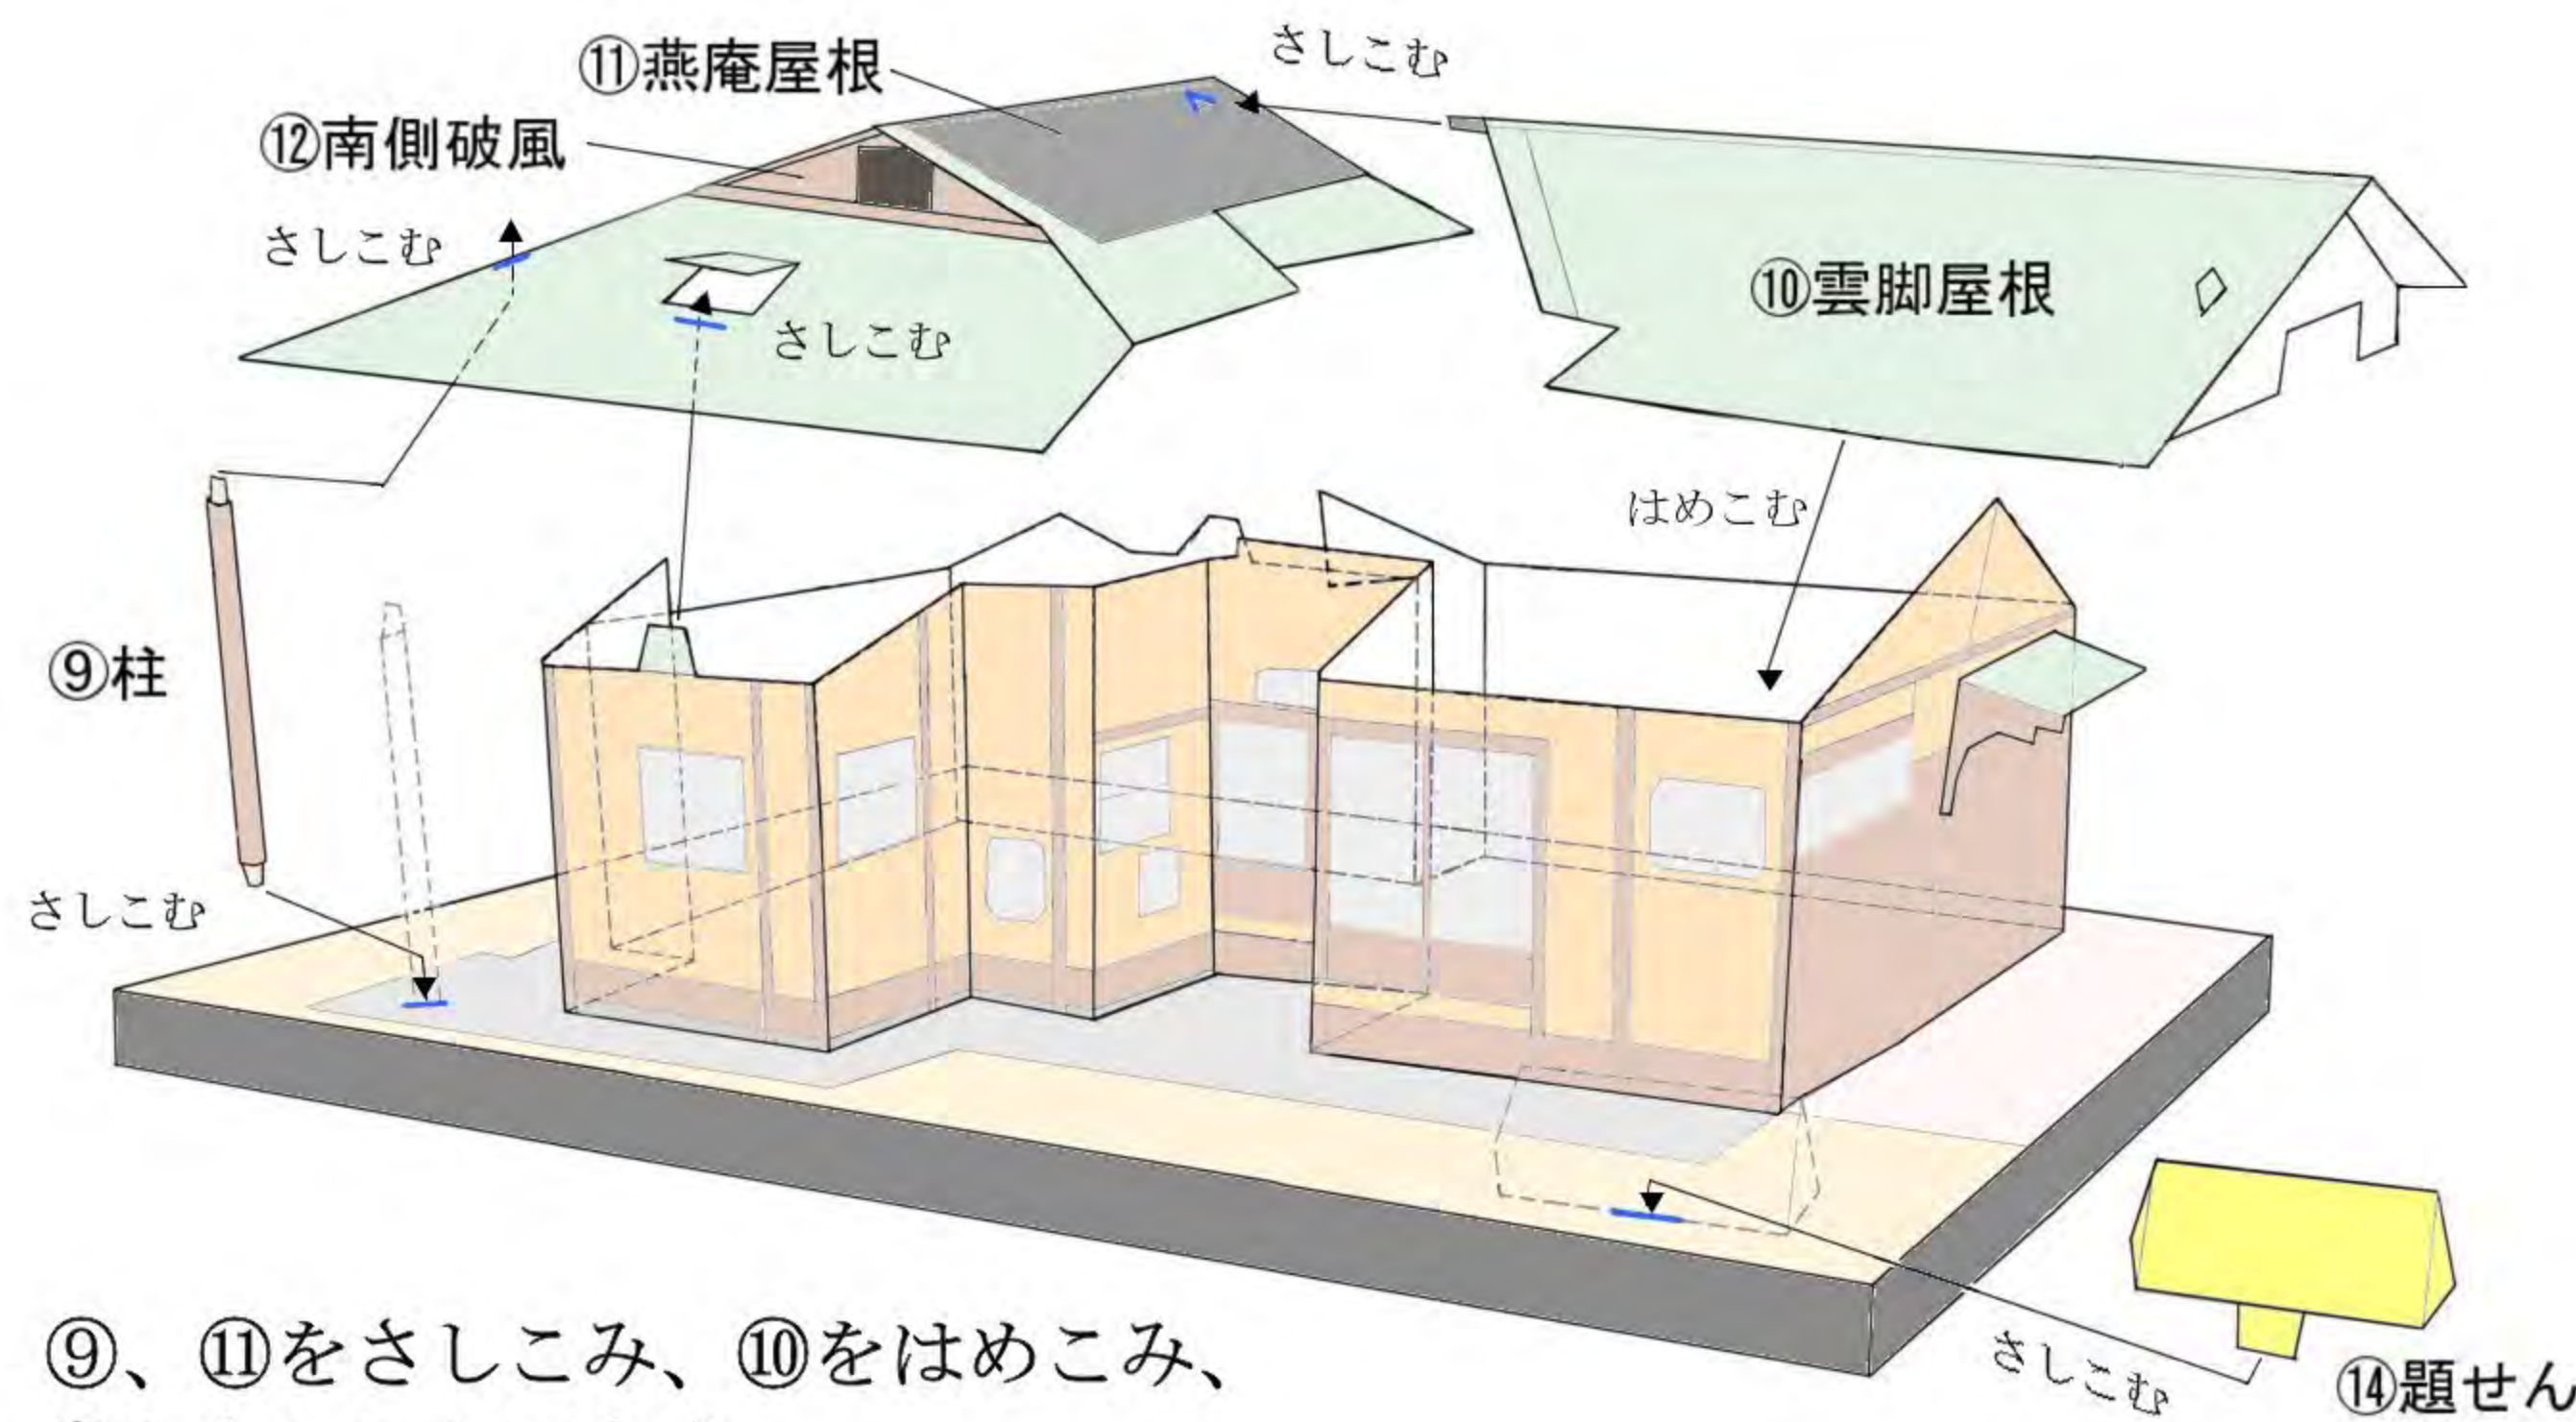 ⑪燕庵屋根
さしこむ
⑫南側破風
さしこむ
⑩雲脚屋根
さしこむ
はめこむ
⑨柱
さしこむ
さしこむ
⑭題せん
⑨、⑪をさしこみ、⑩をはめこみ、